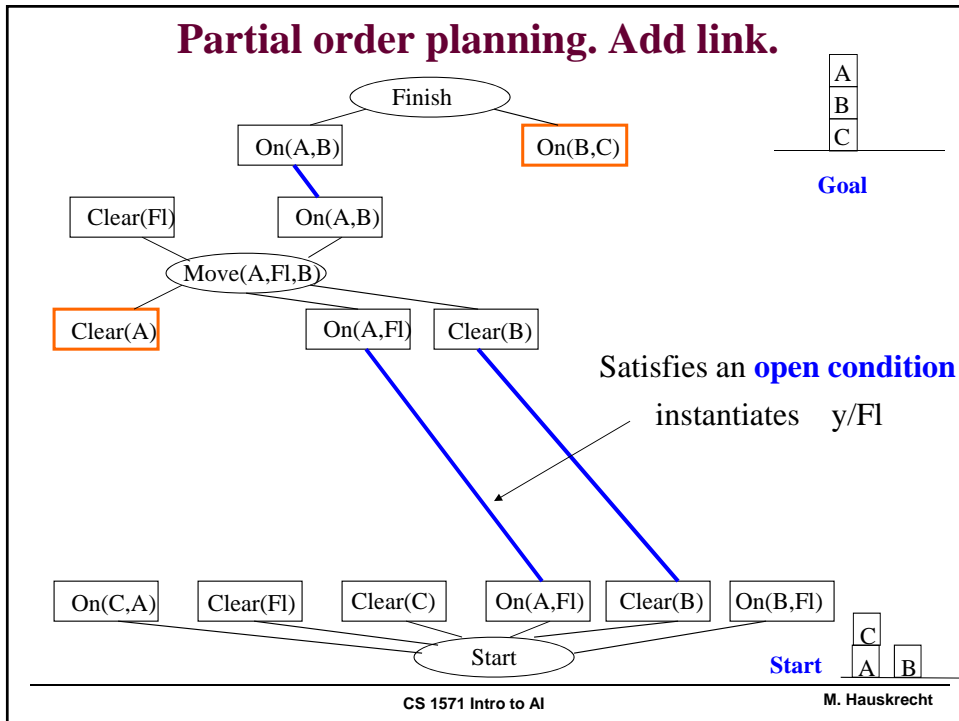 Partial order planning. Add link.
A
B
C
Goal
Finish
On(A,B)
On(B,C)
Clear(Fl)
On(A,B)
Move(A,Fl,B)
Clear(A)
On(A,Fl)
Clear(B)
Satisfies an open condition
instantiates y/Fl
On(C,A)
Clear(Fl)
Clear(C)
On(A,Fl)
Clear(B)
On(B,Fl)
Start
Start
C
A
B
CS 1571 Intro to AI
M. Hauskrecht